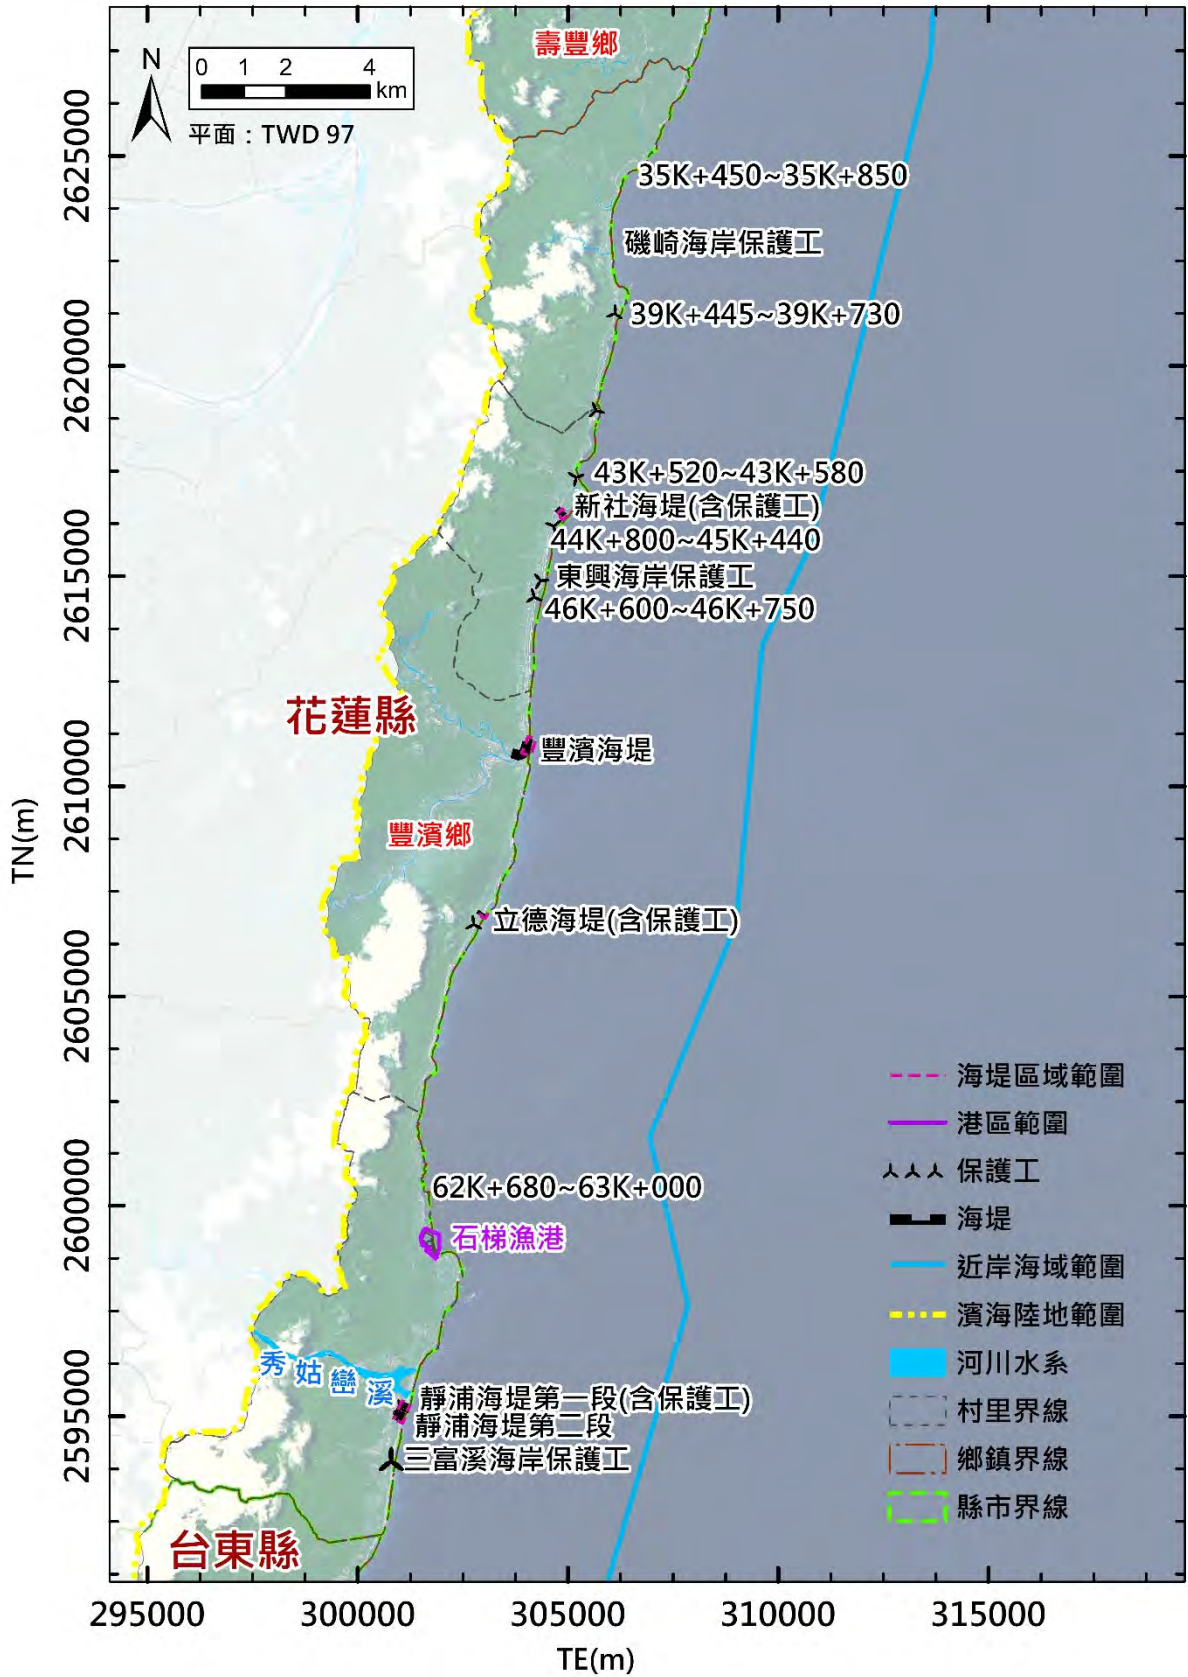 壽豐鄉
N
0 1 2 4
km
平面：TWD 97
35K+450~35K+850
磯崎海岸保護工
39K+445~39K+730
43K+520~43K+580
新社海堤(含保護工)
44K+800~45K+440
東興海岸保護工
46K+600~46K+750
花蓮縣
豐濱海堤
豐濱鄉
立德海堤(含保護工)
62K+680~63K+000
石梯漁港
秀姑巒溪
靜浦海堤第一段(含保護工)
靜浦海堤第二段
三富溪海岸保護工
台東縣
海堤區域範圍
港區範圍
保護工
海堤
近岸海域範圍
濱海陸地範圍
河川水系
村里界線
鄉鎮界線
縣市界線
TN(m)
2625000
2620000
2615000
2610000
2605000
2600000
2595000
295000 300000 305000 310000 315000
TE(m)